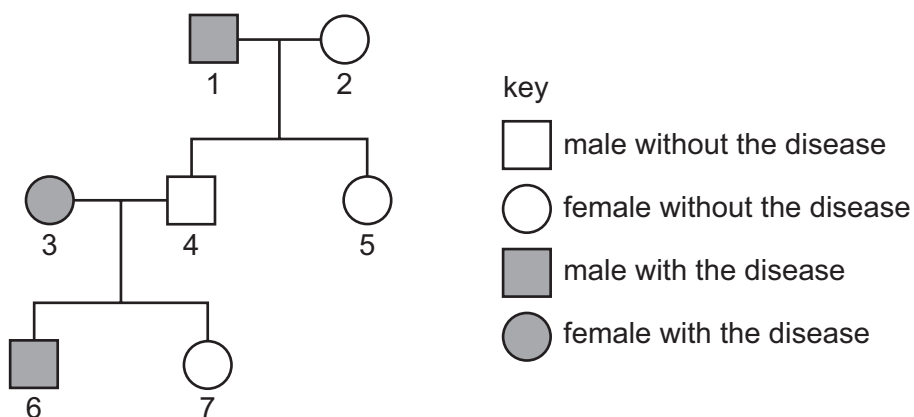 1
2
key
male without the disease
female without the disease
3
4
5
male with the disease
female with the disease
6
7